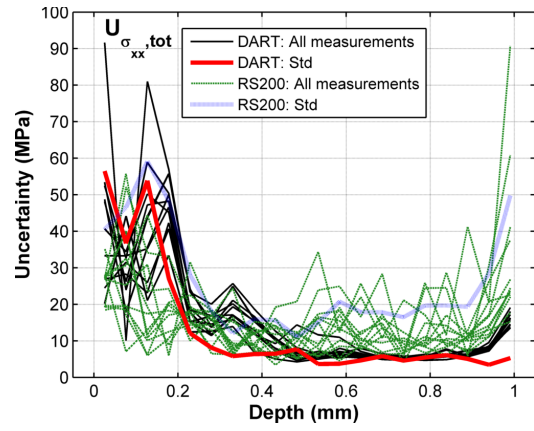 U
σxx,tot
DART: All measurements
DART: Std
RS200: All measurements
RS200: Std
Uncertainty (MPa)
100
90
80
70
60
50
40
30
20
10
0
0 0.2 0.4 0.6 0.8 1
Depth (mm)